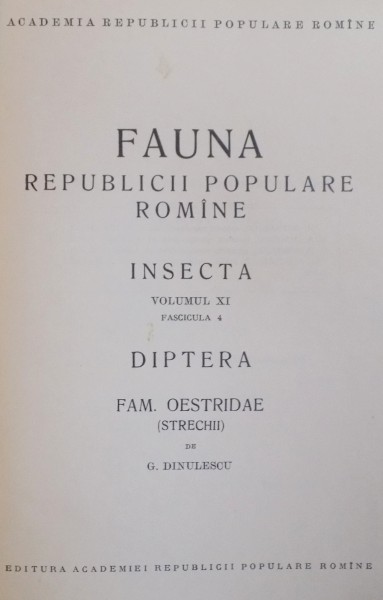 ACADEMIA REPUBLICII POPULARE ROMÎNE
FAUNA
REPUBLICII POPULARE
ROMÎNE
INSECTA
VOLUMUL XI
FASCICULA 4
DIPTERA
FAM. OESTRIDAE
(STRECHII)
DE
G. DINULESCU
EDITURA ACADEMIEI REPUBLICII POPULARE ROMÎNE